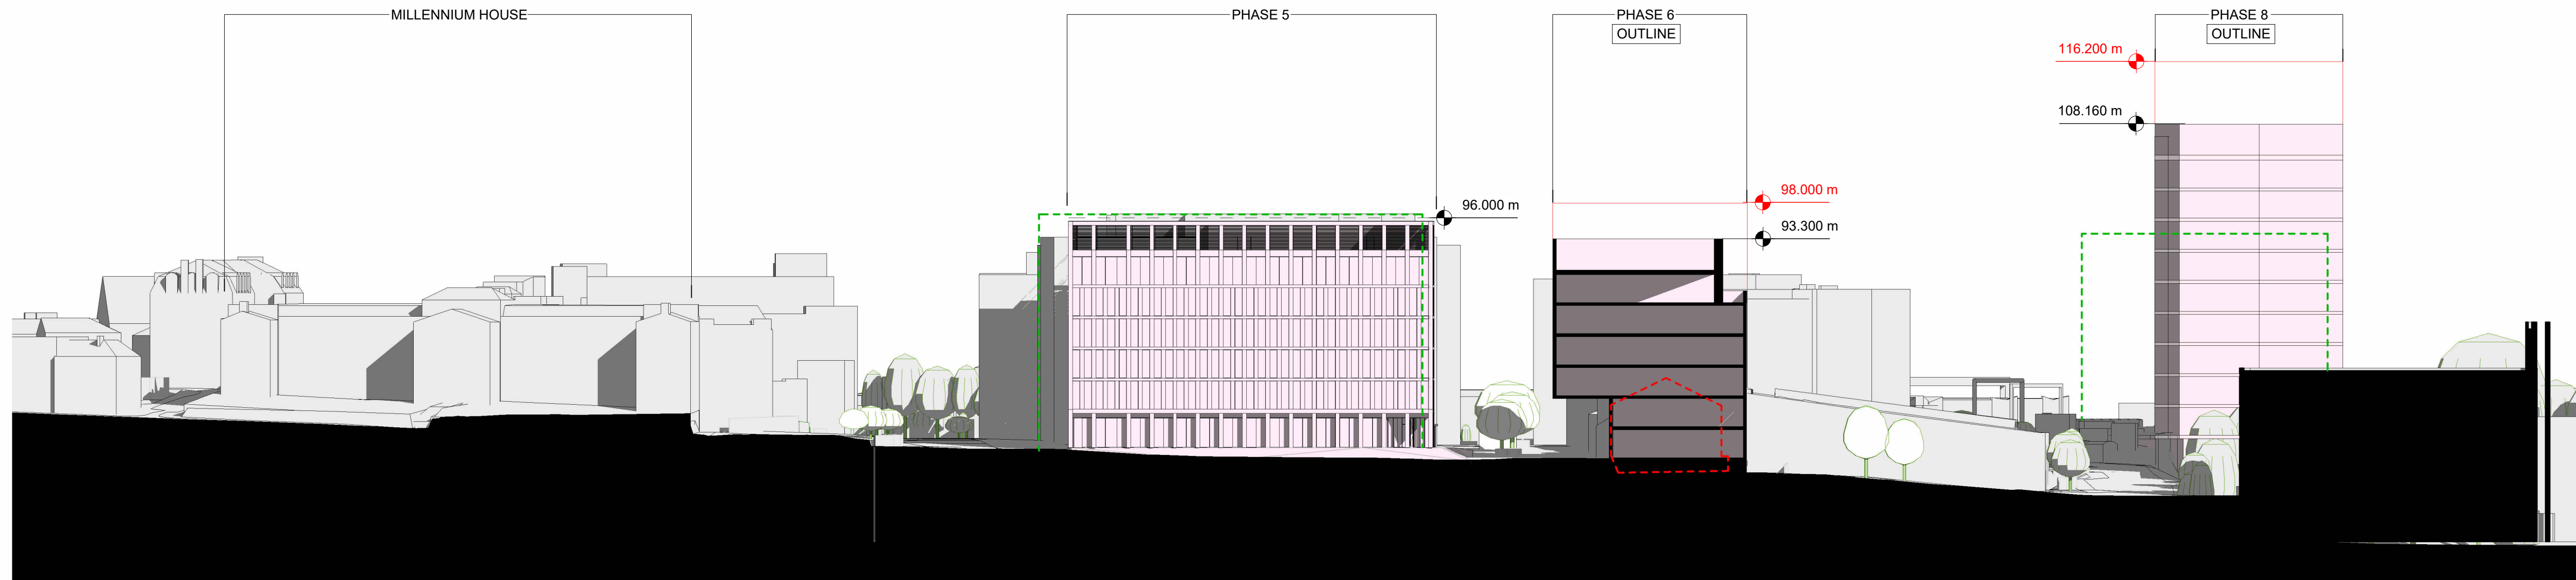 MILLENNIUM HOUSE
PHASE 5
PHASE 6
OUTLINE
PHASE 8
OUTLINE
116.200 m
108.160 m
98.000 m
96.000 m
93.300 m